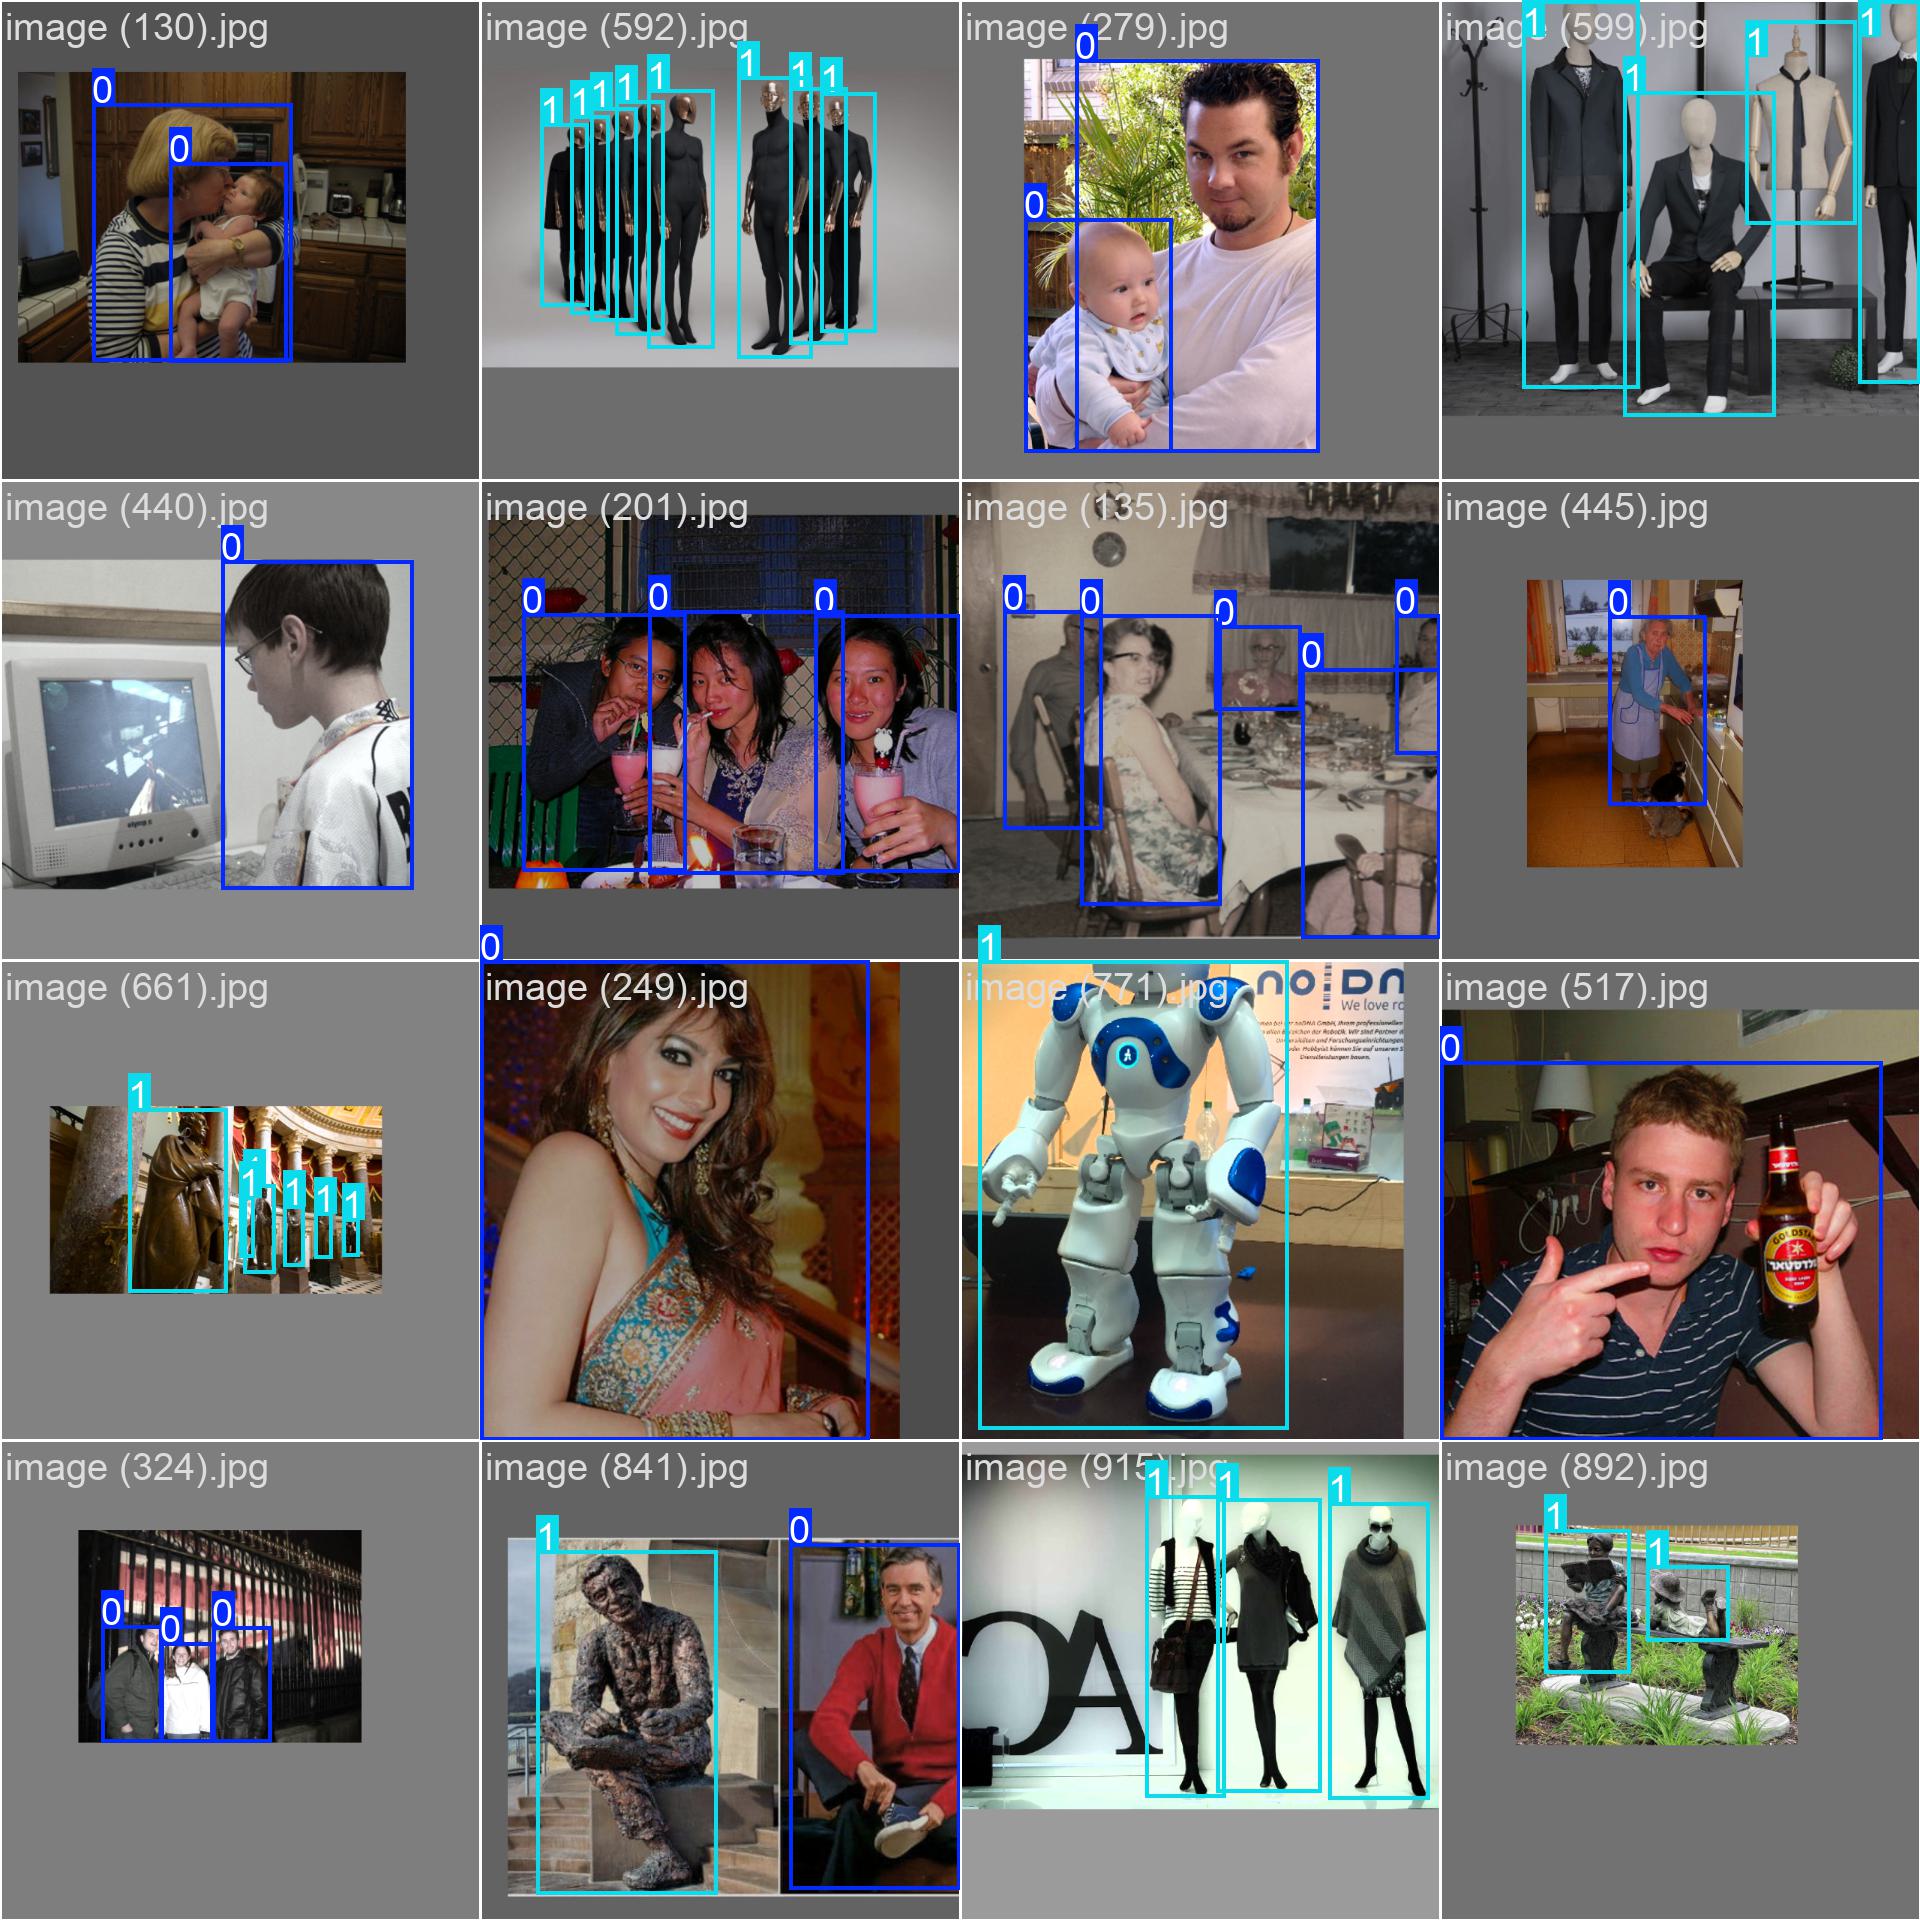 image (130).jpg
image (592).jpg
image (279).jpg
image (599).jpg
0
0
1
1
1
1
1
1
1
1
0
0
1
1
1
1
image (440).jpg
image (201).jpg
image (135).jpg
image (445).jpg
0
0
0
0
0
0
0
0
0
0
image (661).jpg
image (249).jpg
image (771).jpg
image (517).jpg
1
1
1
1
1
1
0
1
no DN
We love ro
0
GOLDSTAR
גולדסטאר
image (324).jpg
image (841).jpg
image (915).jpg
image (892).jpg
0
0
0
1
0
1
1
1
OA
1
1